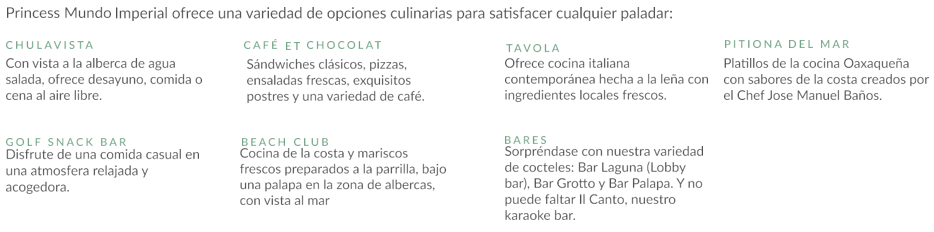 Princess Mundo Imperial ofrece una variedad de opciones culinarias para satisfacer cualquier paladar:
CHULAVISTA
Con vista a la alberca de agua
salada, ofrece desayuno, comida o
cena al aire libre.
CAFÉ ET CHOCOLAT
Sándwiches clásicos, pizzas,
ensaladas frescas, exquisitos
postres y una variedad de café.
TAVOLA
Ofrece cocina italiana
contemporánea hecha a la leña con
ingredientes locales frescos.
PITIONA DEL MAR
Platillos de la cocina Oaxaqueña
con sabores de la costa creados por
el Chef Jose Manuel Baños.
GOLF SNACK BAR
Disfrute de una comida casual en
una atmosfera relajada y
acogedora.
BEACH CLUB
Cocina de la costa y mariscos
frescos preparados a la parrilla, bajo
una palapa en la zona de albercas,
con vista al mar
BARES
Sorpréndase con nuestra variedad
de cocteles: Bar Laguna (Lobby
bar), Bar Grotto y Bar Palapa. Y no
puede faltar Il Canto, nuestro
karaoke bar.